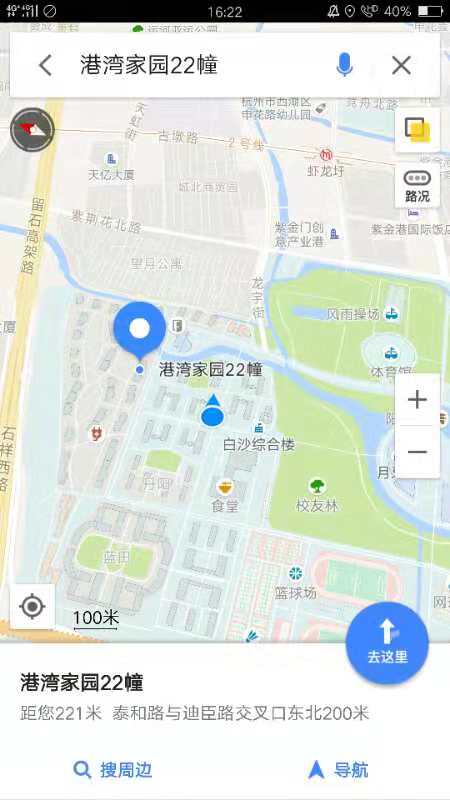 16:22
40%
港湾家园22幢
杭州市西湖区
申花路幼儿园
古墩路
2号线
天虹街
虾龙圩
天亿大厦
城北商贸园
路况
留石高架路
紫荆花北路
紫金门创
意产业港
紫金港国际饭店
望月公寓
龙宇街
风雨操场
体育馆
港湾家园22幢
白沙综合楼
石祥西路
丹阳
食堂
校友林
蓝田
篮球场
100米
去这里
港湾家园22幢
距您221米 泰和路与迪臣路交叉口东北200米
搜周边
导航